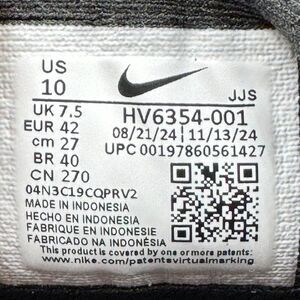 US
10
JJS
UK 7.5
HV6354-001
EUR 42
08/21/24 11/13/24
cm 27
UPC 00197860561427
BR 40
CN 270
04N3C19CQPRV2
MADE IN INDONESIA
HECHO EN INDONESIA
FABRIQUE EN INDONESIE
FABRICADO NA INDONÉSIA
This product is covered by one or more patents:
www.nike.com/patentsvirtualmarking